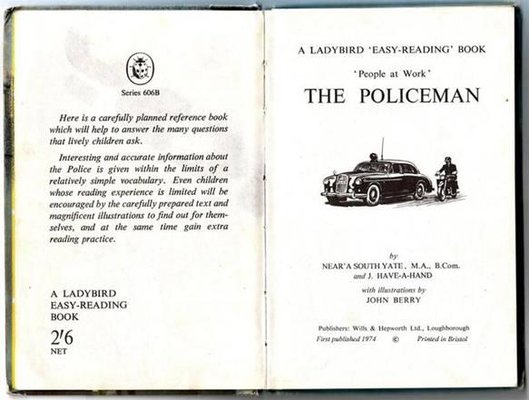 Series 606B
Here is a carefully planned reference book
which will help to answer the many questions
that lively children ask.
Interesting and accurate information about
the Police is given within the limits of a
relatively simple vocabulary. Even children
whose reading experience is limited will be
encouraged by the carefully prepared text and
magnificent illustrations to find out for them-
selves, and at the same time gain extra
reading practice.
A LADYBIRD
EASY-READING
BOOK
2'6
NET
A LADYBIRD 'EASY-READING' BOOK
'People at Work'
THE POLICEMAN
by
NEAR'A SOUTH YATE, M.A., B.Com.
and J. HAVE-A-HAND
with illustrations by
JOHN BERRY
Publishers: Wills & Hepworth Ltd., Loughborough
First published 1974 © Printed in Bristol